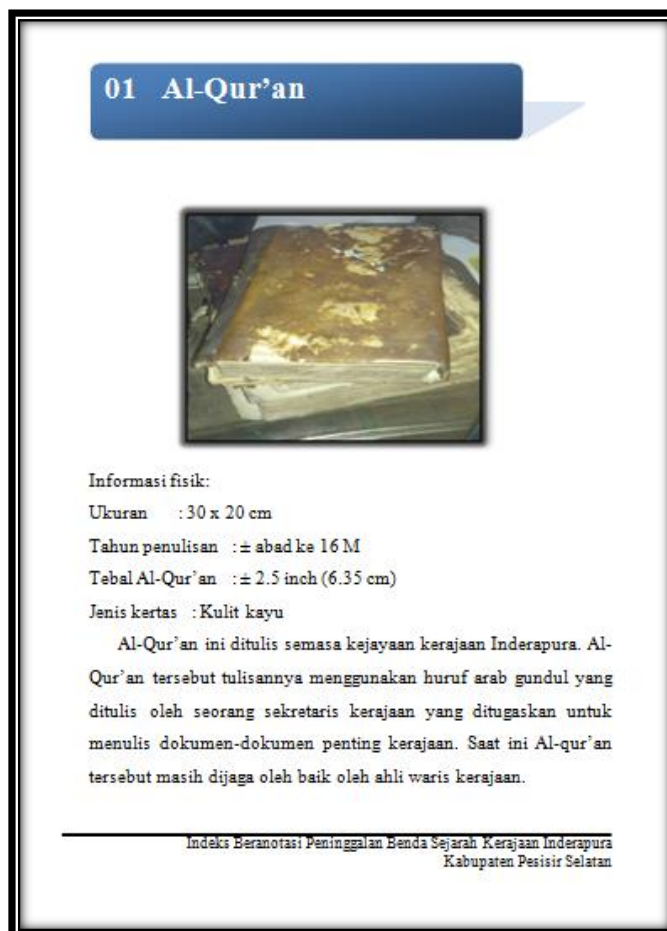 01 Al-Qur’an
Informasi fisik:
Ukuran : 30 x 20 cm
Tahun penulisan : ± abad ke 16 M
Tebal Al-Qur’an : ± 2.5 inch (6.35 cm)
Jenis kertas : Kulit kayu
Al-Qur’an ini ditulis semasa kejayaan kerajaan Inderapura. Al-
Qur’an tersebut tulisannya menggunakan huruf arab gundul yang
ditulis oleh seorang sekretaris kerajaan yang ditugaskan untuk
menulis dokumen-dokumen penting kerajaan. Saat ini Al-qur’an
tersebut masih dijaga oleh baik oleh ahli waris kerajaan.
Indeks Beranotasi Peninggalan Benda Sejarah Kerajaan Inderapura
Kabupaten Pesisir Selatan